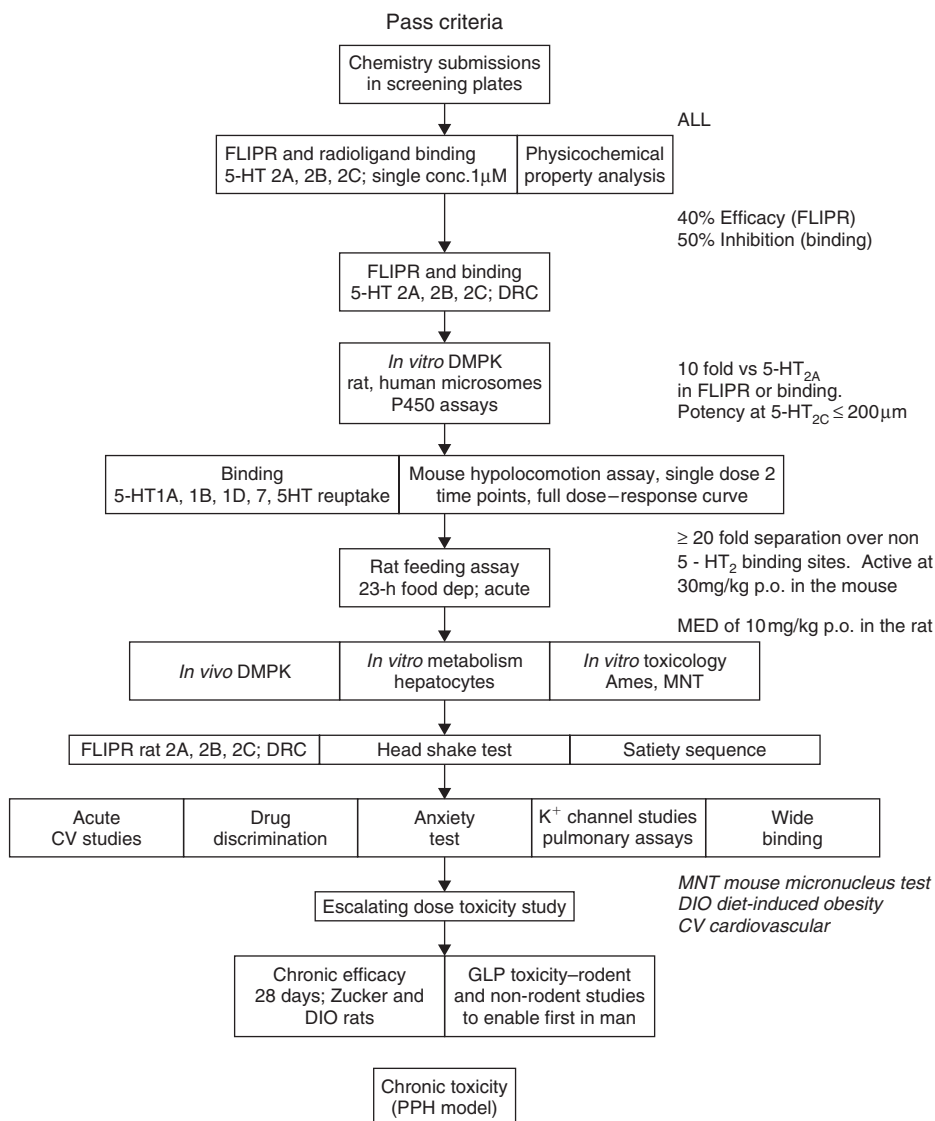 Pass criteria
Chemistry submissions
in screening plates
ALL
FLIPR and radioligand binding
5-HT 2A, 2B, 2C; single conc.1μM
Physicochemical
property analysis
40% Efficacy (FLIPR)
50% Inhibition (binding)
FLIPR and binding
5-HT 2A, 2B, 2C; DRC
In vitro DMPK
rat, human microsomes
P450 assays
10 fold vs 5-HT2A
in FLIPR or binding.
Potency at 5-HT2C ≤ 200μm
Binding
5-HT1A, 1B, 1D, 7, 5HT reuptake
Mouse hypolocomotion assay, single dose 2
time points, full dose–response curve
≥ 20 fold separation over non
5 - HT2 binding sites. Active at
30mg/kg p.o. in the mouse
Rat feeding assay
23-h food dep; acute
MED of 10mg/kg p.o. in the rat
In vivo DMPK
In vitro metabolism
hepatocytes
In vitro toxicology
Ames, MNT
FLIPR rat 2A, 2B, 2C; DRC
Head shake test
Satiety sequence
Acute
CV studies
Drug
discrimination
Anxiety
test
K+ channel studies
pulmonary assays
Wide
binding
MNT mouse micronucleus test
DIO diet-induced obesity
CV cardiovascular
Escalating dose toxicity study
Chronic efficacy
28 days; Zucker and
DIO rats
GLP toxicity–rodent
and non-rodent studies
to enable first in man
Chronic toxicity
(PPH model)